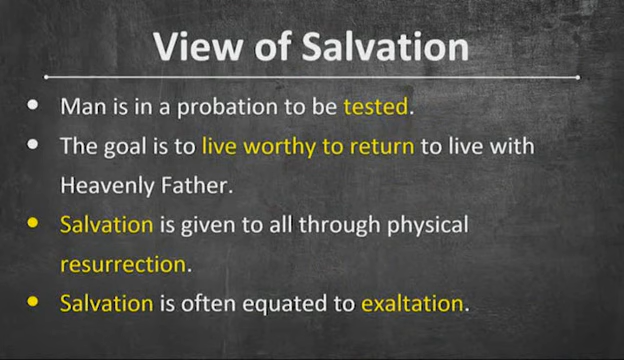 View of Salvation
• Man is in a probation to be tested.
• The goal is to live worthy to return to live with
Heavenly Father.
• Salvation is given to all through physical
resurrection.
• Salvation is often equated to exaltation.